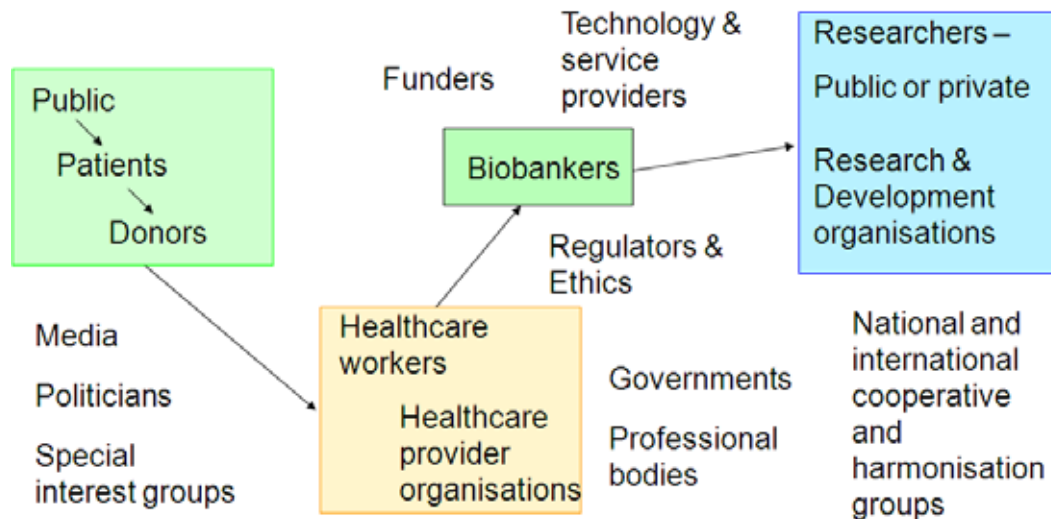 Public
Patients
Donors
Media
Politicians
Special
interest groups
Funders
Technology &
service
providers
Biobankers
Regulators &
Ethics
Healthcare
workers
Healthcare
provider
organisations
Governments
Professional
bodies
Researchers –
Public or private
Research &
Development
organisations
National and
international
cooperative
and
harmonisation
groups